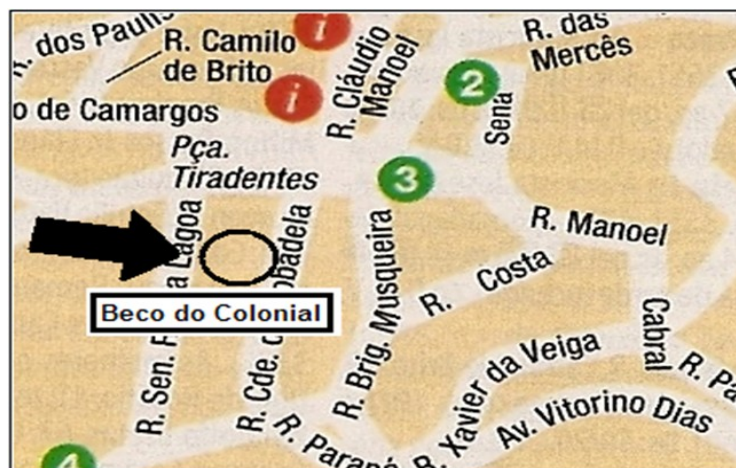 R. dos Paulis
R. Camilo
de Brito
i
i
R. Cláudio
Manoel
R. das
Mercês
2
Sena
o de Camargos
Pça.
Tiradentes
3
R. Manoel
Cabral
R. Costa
R. Brig. Musqueira
Beco do Colonial
R. Sen. Lagoa
R. Cde.
R. Xavier da Veiga
Av. Vitorino Dias
R. Paraná
4